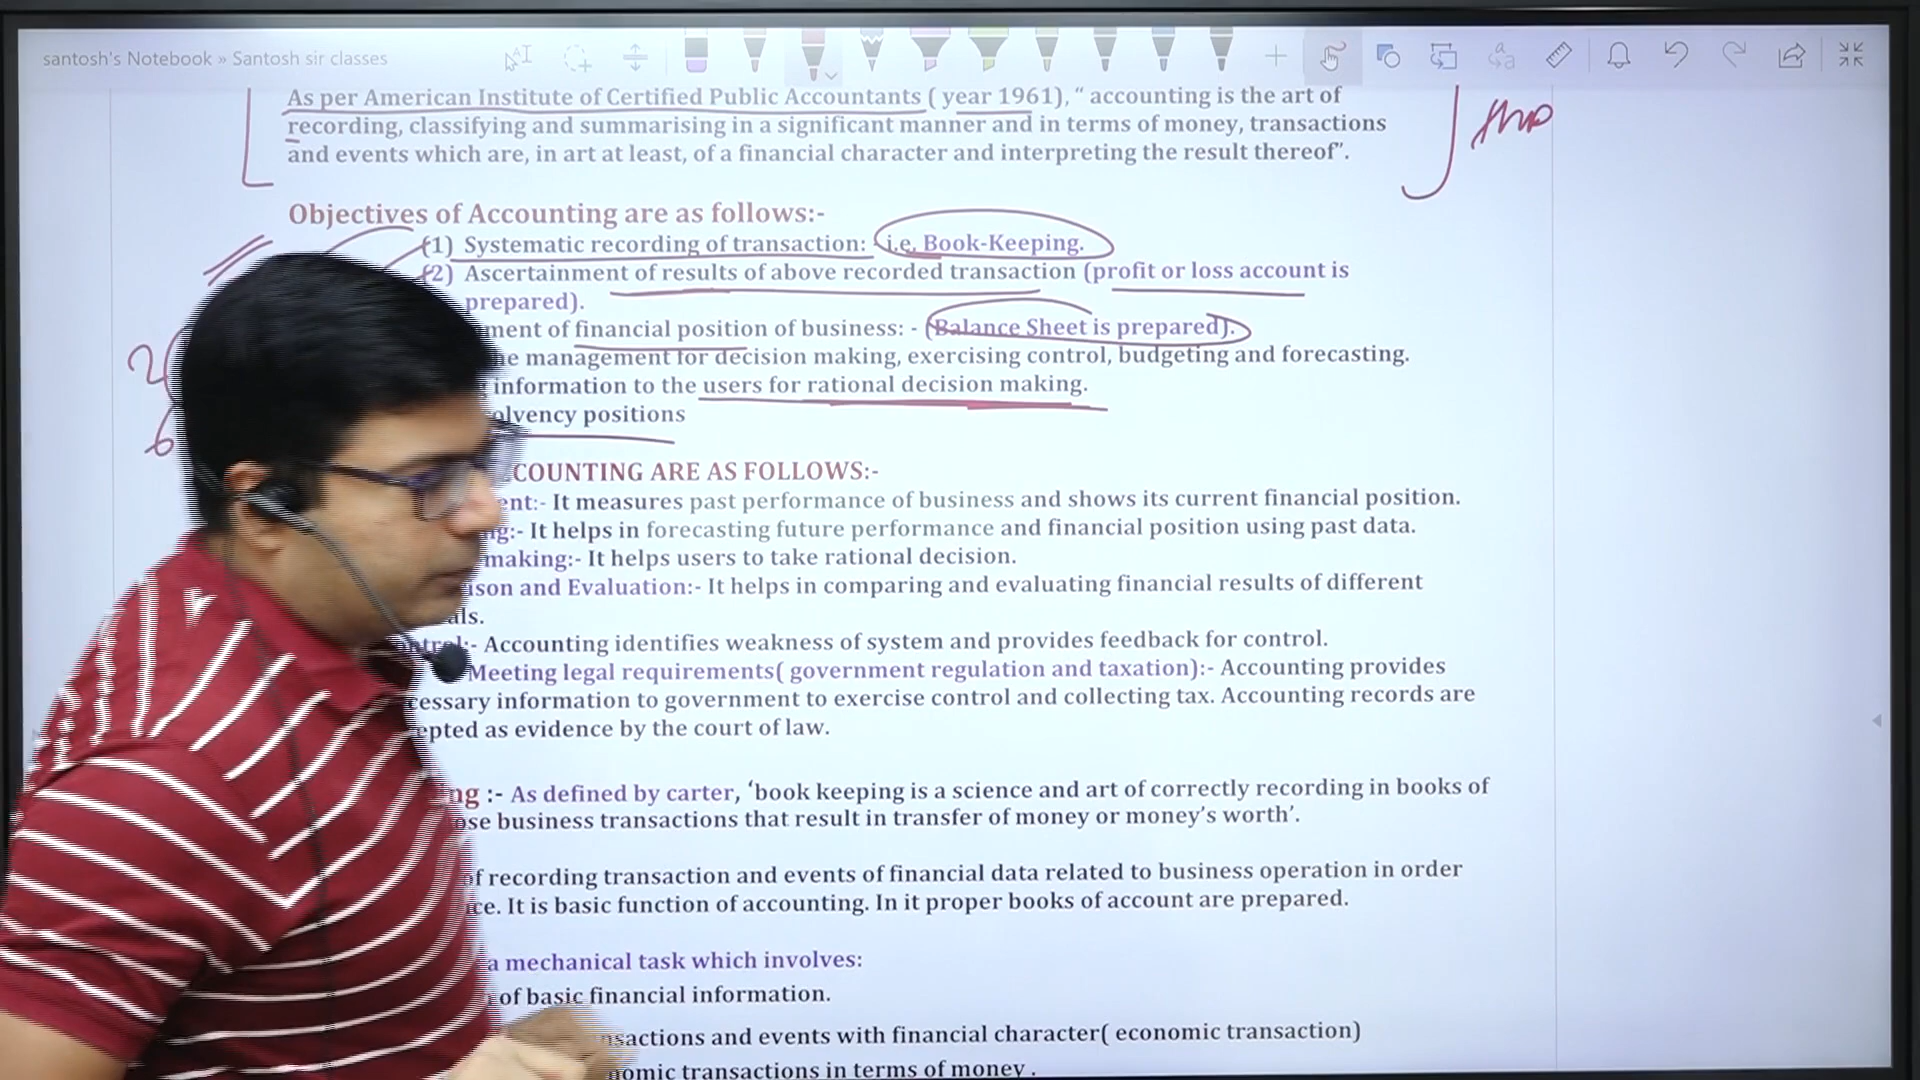 santosh's Notebook » Santosh sir classes
As per American Institute of Certified Public Accountants ( year 1961), “ accounting is the art of
recording, classifying and summarising in a significant manner and in terms of money, transactions
and events which are, in art at least, of a financial character and interpreting the result thereof”.
Objectives of Accounting are as follows:-
(1) Systematic recording of transaction: - i.e. Book-Keeping.
(2) Ascertainment of results of above recorded transaction (profit or loss account is
prepared).
ment of financial position of business: - (Balance Sheet is prepared).
management for decision making, exercising control, budgeting and forecasting.
information to the users for rational decision making.
olvency positions
COUNTING ARE AS FOLLOWS:-
ent:- It measures past performance of business and shows its current financial position.
ng:- It helps in forecasting future performance and financial position using past data.
making:- It helps users to take rational decision.
ison and Evaluation:- It helps in comparing and evaluating financial results of different
als.
ntrol:- Accounting identifies weakness of system and provides feedback for control.
Meeting legal requirements( government regulation and taxation):- Accounting provides
cessary information to government to exercise control and collecting tax. Accounting records are
epted as evidence by the court of law.
ng :- As defined by carter, ‘book keeping is a science and art of correctly recording in books of
ose business transactions that result in transfer of money or money’s worth’.
of recording transaction and events of financial data related to business operation in order
ce. It is basic function of accounting. In it proper books of account are prepared.
a mechanical task which involves:
of basic financial information.
nsactions and events with financial character( economic transaction)
nomic transactions in terms of money .